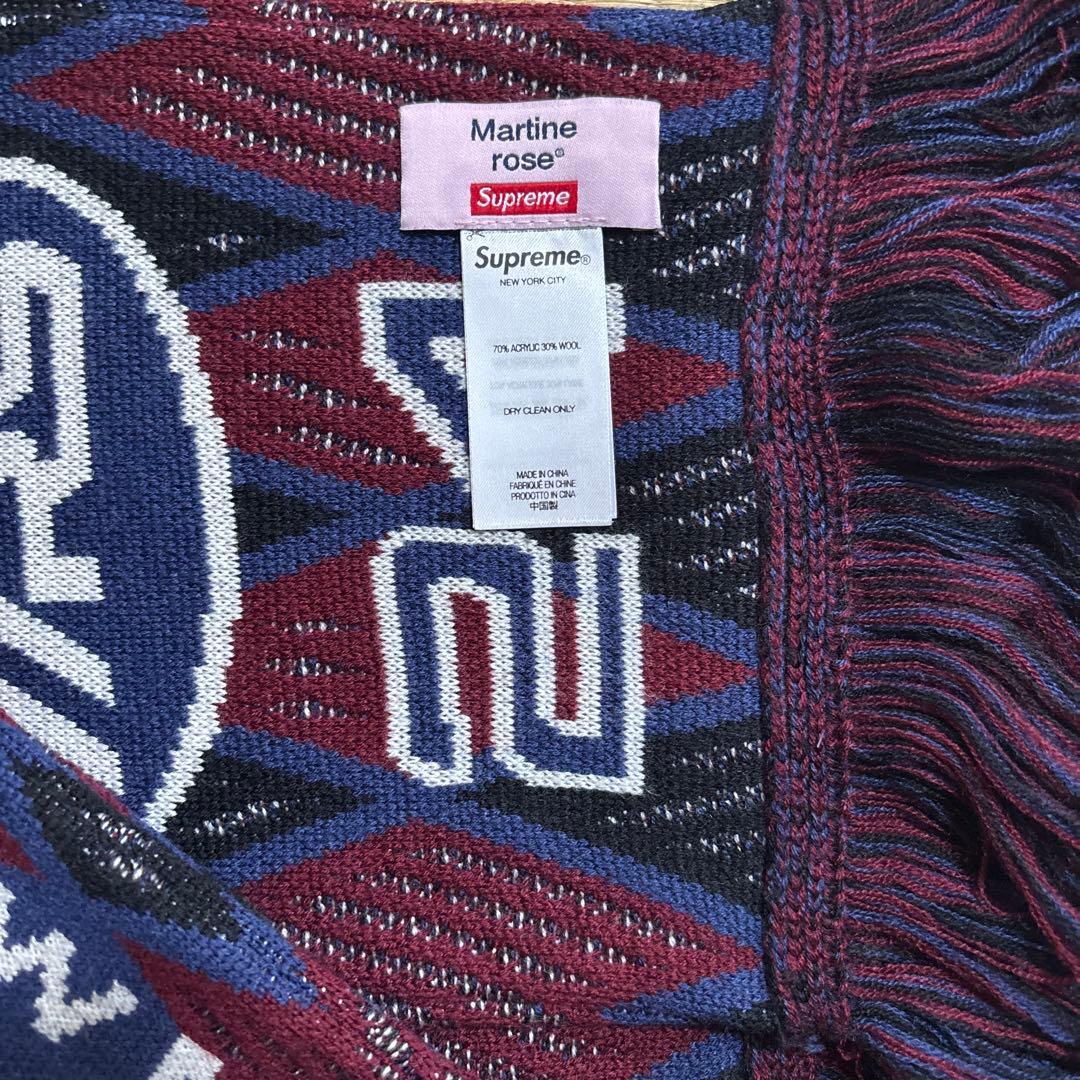 Martine
rose®
Supreme
Supreme®
NEW YORK CITY
70% ACRYLIC 30% WOOL
DRY CLEAN ONLY
MADE IN CHINA
FABRIQUÉ EN CHINE
PRODOTTO IN CINA
中国製